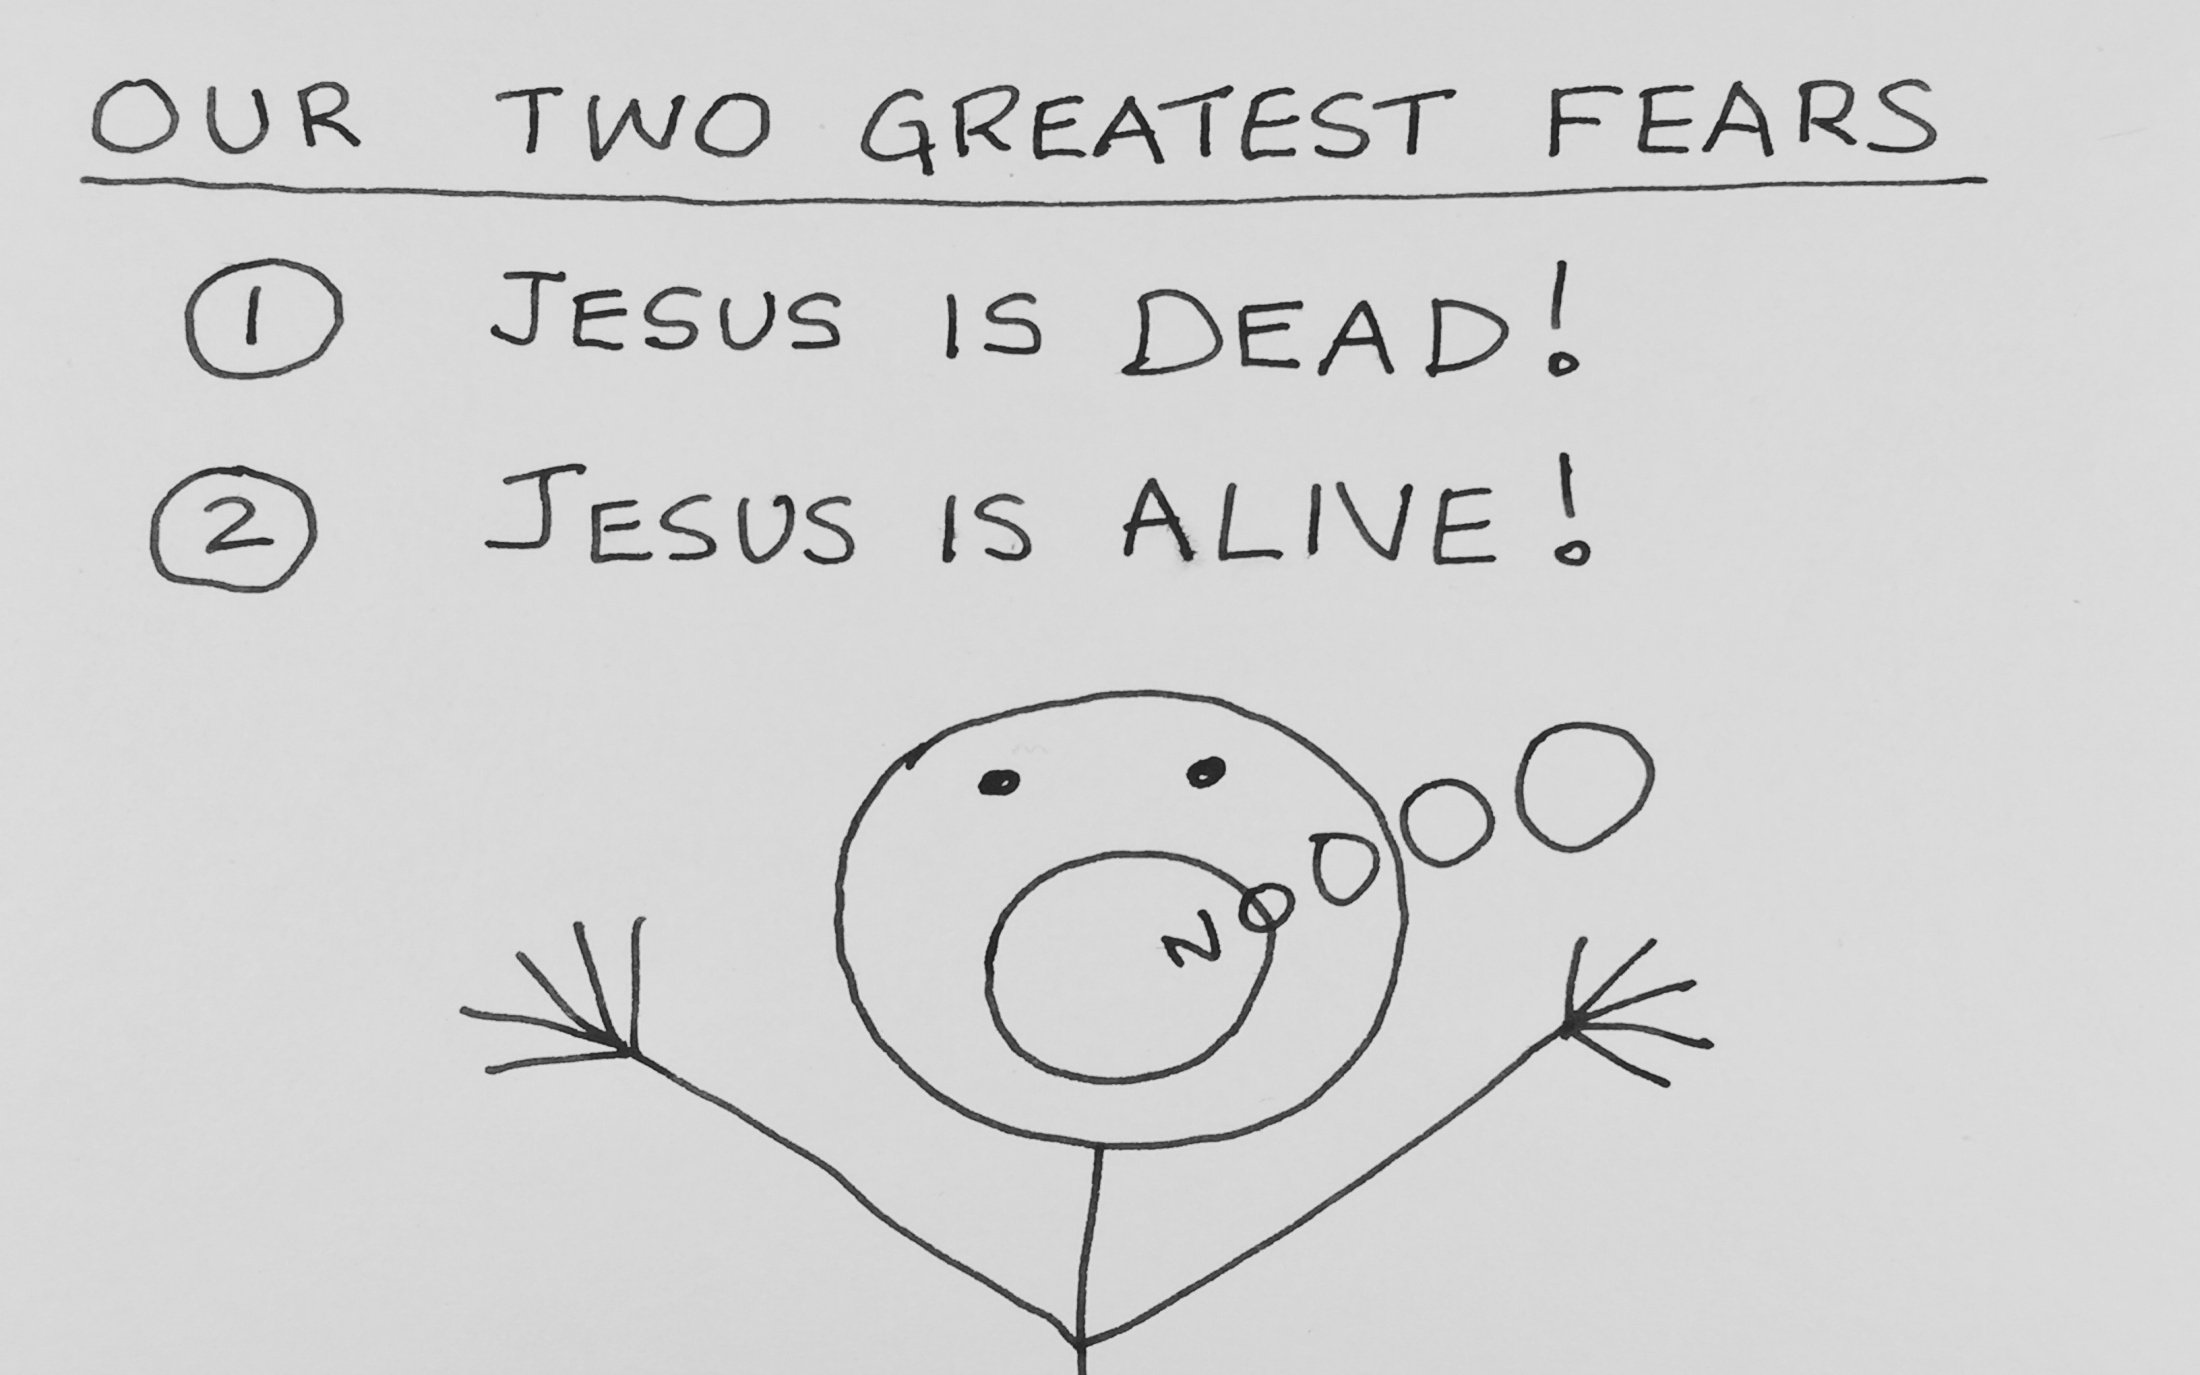 OUR TWO GREATEST FEARS
1 JESUS IS DEAD!
2 JESUS IS ALIVE!
NOOOO